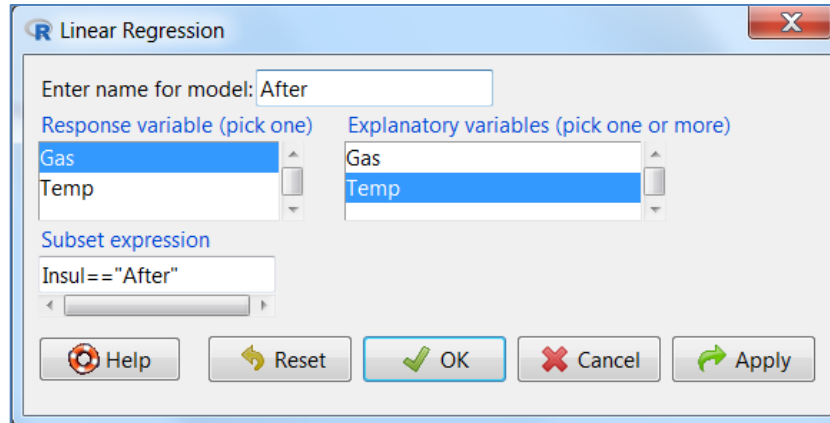 R Linear Regression
Enter name for model: After
Response variable (pick one)
Explanatory variables (pick one or more)
Gas
Temp
Gas
Temp
Subset expression
Insul=="After"
Help Reset OK Cancel Apply